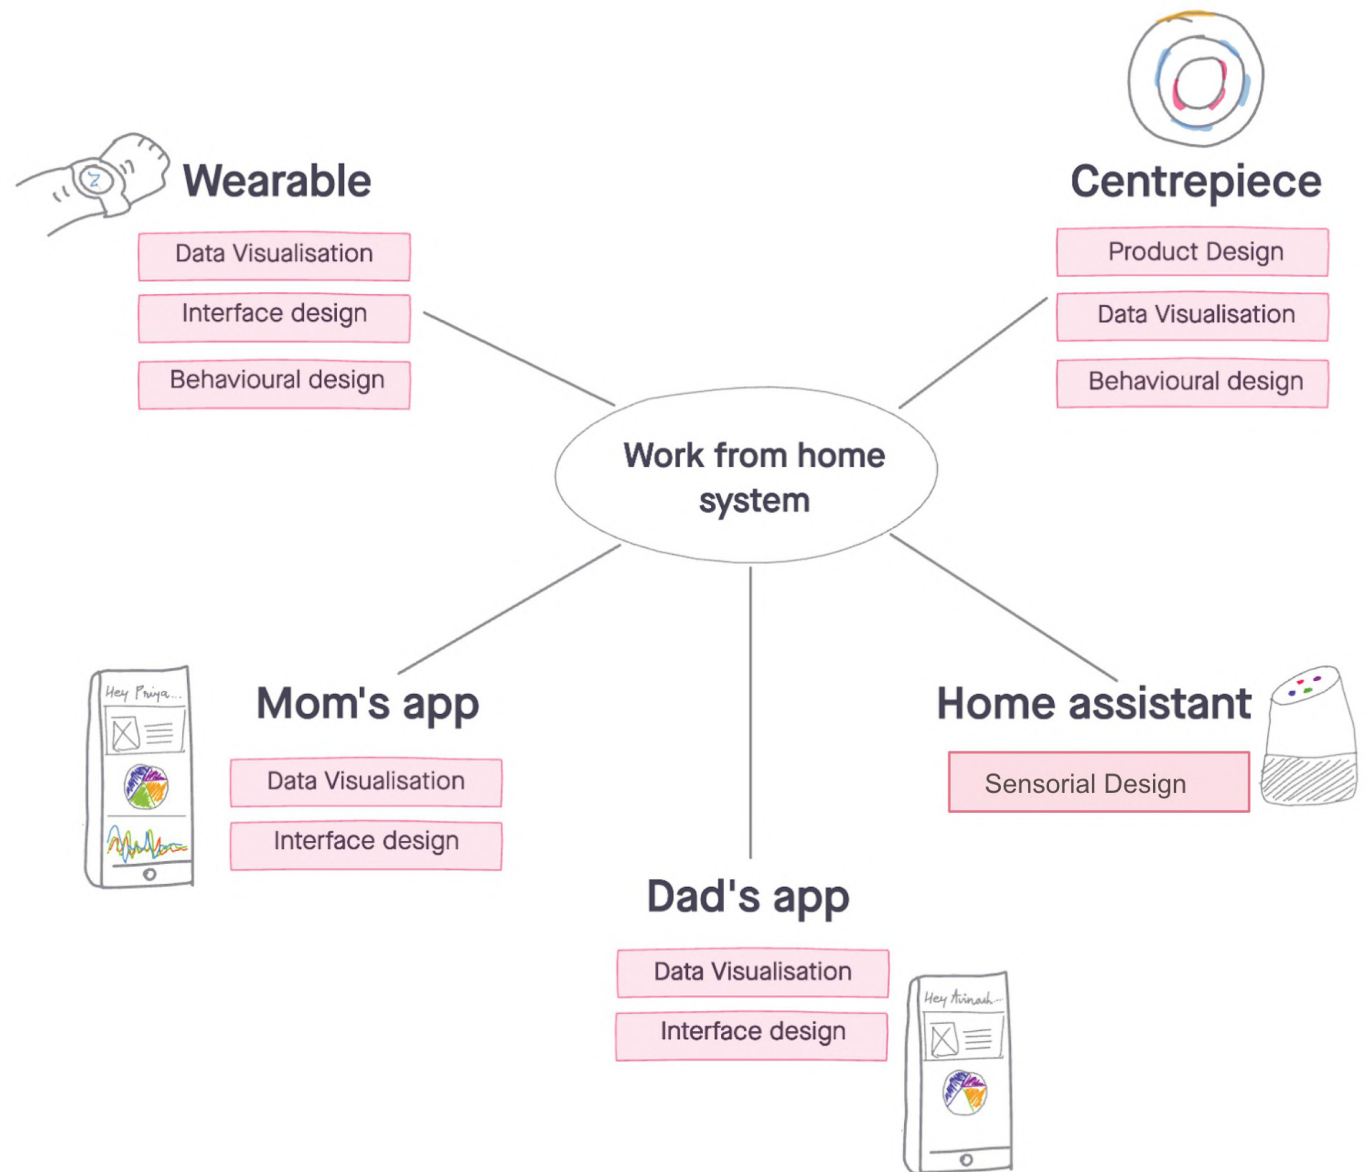 Wearable
Data Visualisation
Interface design
Behavioural design
Centrepiece
Product Design
Data Visualisation
Behavioural design
Work from home
system
Hey Priya...
Mom's app
Data Visualisation
Interface design
Home assistant
Sensorial Design
Dad's app
Data Visualisation
Interface design
Hey Avinash...